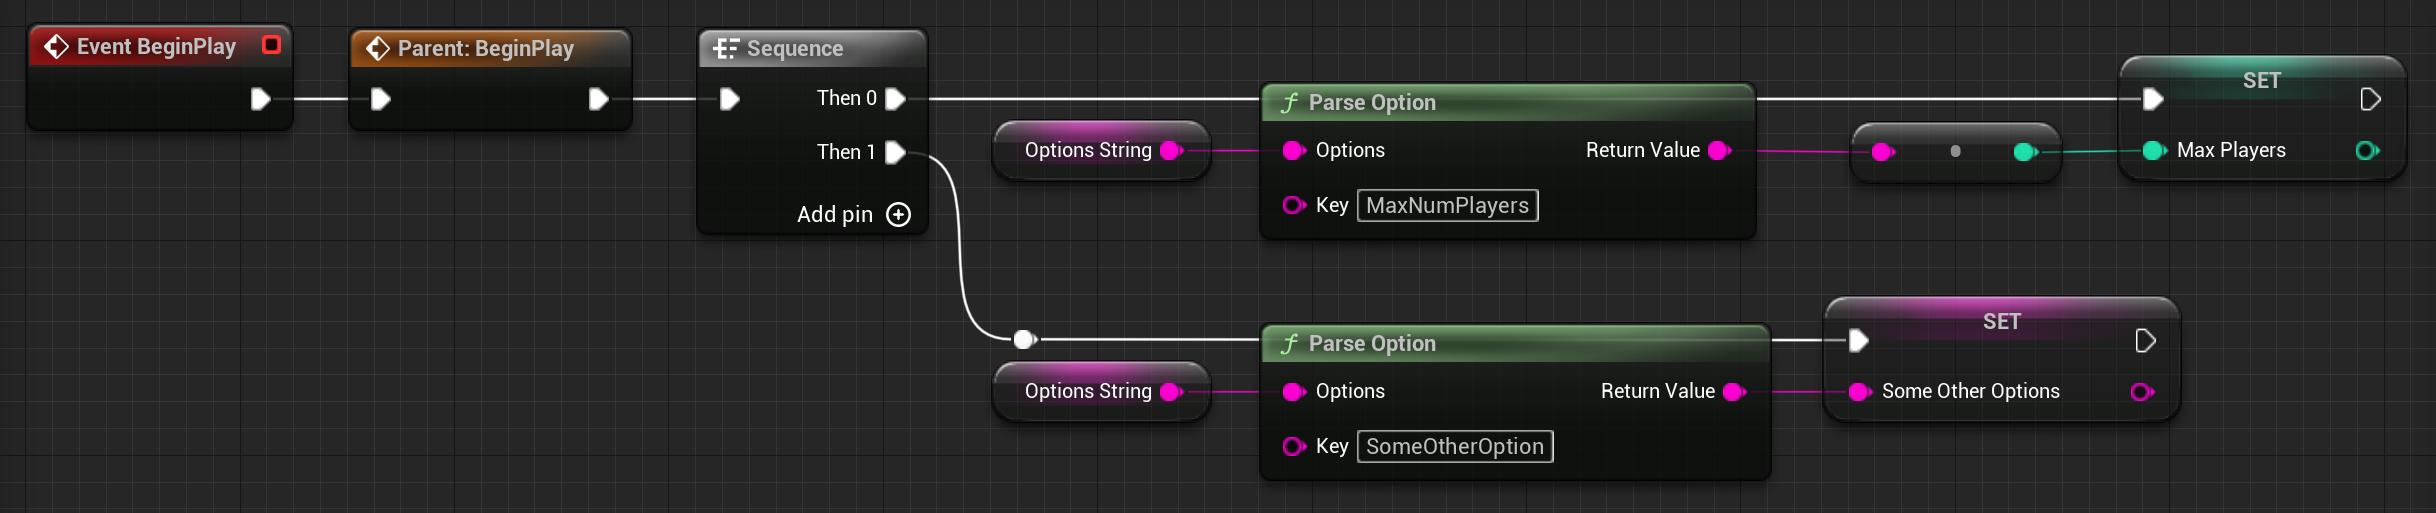 Event BeginPlay
Parent: BeginPlay
Sequence
Then 0
Then 1
Add pin
Options String
Parse Option
Options
Return Value
Key MaxNumPlayers
SET
Max Players
Options String
Parse Option
Options
Return Value
Key SomeOtherOption
SET
Some Other Options